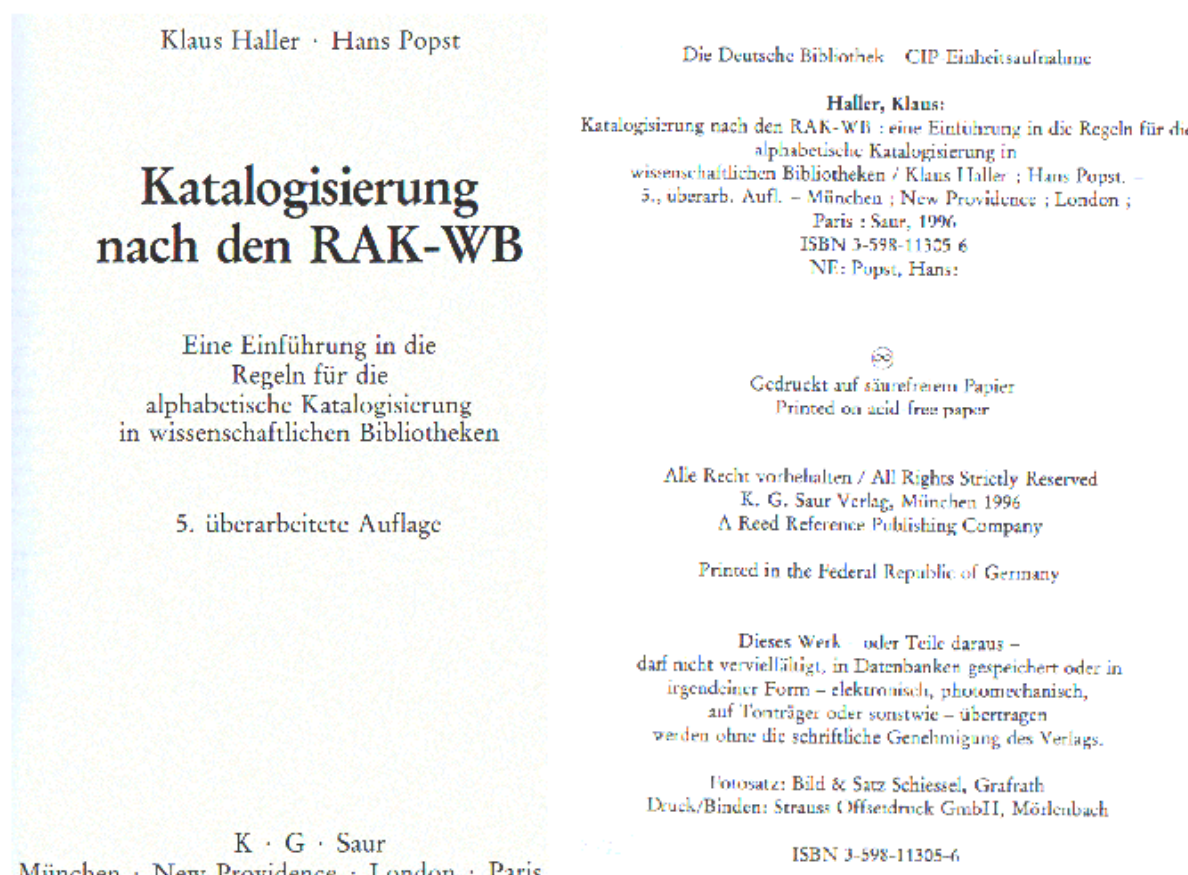 Klaus Haller · Hans Popst
Katalogisierung
nach den RAK-WB
Eine Einführung in die
Regeln für die
alphabetische Katalogisierung
in wissenschaftlichen Bibliotheken
5. überarbeitete Auflage
K · G · Saur
München · New Providence · London · Paris
Die Deutsche Bibliothek CIP-Einheitsaufnahme
Haller, Klaus:
Katalogisierung nach den RAK-WB : eine Einführung in die Regeln für die
alphabetische Katalogisierung in
wissenschaftlichen Bibliotheken / Klaus Haller ; Hans Popst. –
5., überarb. Aufl. – München ; New Providence ; London ;
Paris : Saur, 1996
ISBN 3-598-11305-6
NE: Popst, Hans:
Gedruckt auf säurefreiem Papier
Printed on acid-free paper
Alle Recht vorbehalten / All Rights Strictly Reserved
K. G. Saur Verlag, München 1996
A Reed Reference Publishing Company
Printed in the Federal Republic of Germany
Dieses Werk oder Teile daraus –
darf nicht vervielfältigt, in Datenbanken gespeichert oder in
irgendeiner Form – elektronisch, photomechanisch,
auf Tonträger oder sonstwie – übertragen
werden ohne die schriftliche Genehmigung des Verlags.
Fotosatz: Bild & Satz Schiessel, Grafrath
Druck/Binden: Strauss Offsetdruck GmbH, Mörlenbach
ISBN 3-598-11305-6